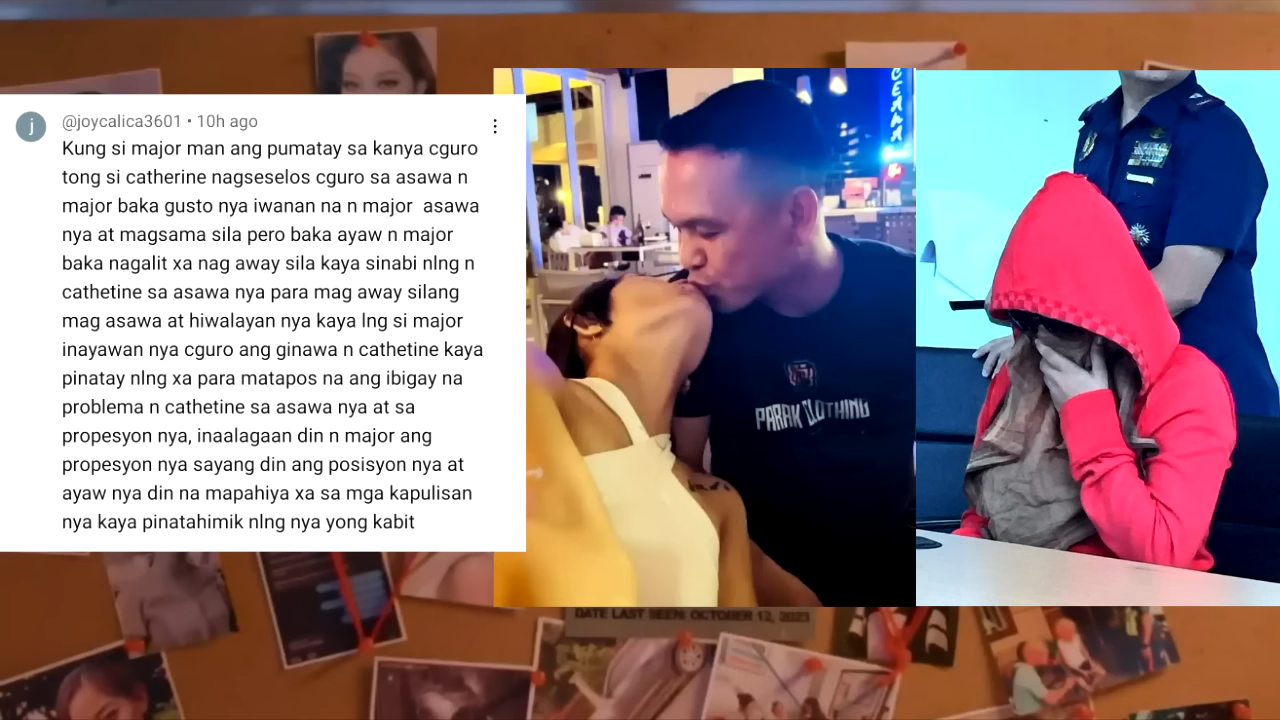 @joycalica3601 • 10h ago
Kung si major man ang pumatay sa kanya cguro
tong si catherine nagseselos cguro sa asawa n
major baka gusto nya iwanan na n major  asawa
nya at magsama sila pero baka ayaw n major
baka nagalit xa nag away sila kaya sinabi nlng n
cathetine sa asawa nya para mag away silang
mag asawa at hiwalayan nya kaya lng si major
inayawan nya cguro ang ginawa n cathetine kaya
pinatay nlng xa para matapos na ang ibigay na
problema n cathetine sa asawa nya at sa
propesyon nya, inaalagaan din n major ang
propesyon nya sayang din ang posisyon nya at
ayaw nya din na mapahiya xa sa mga kapulisan
nya kaya pinatahimik nlng nya yong kabit
PARAK CLOTHING
DATE LAST SEEN: OCTOBER 12, 2023